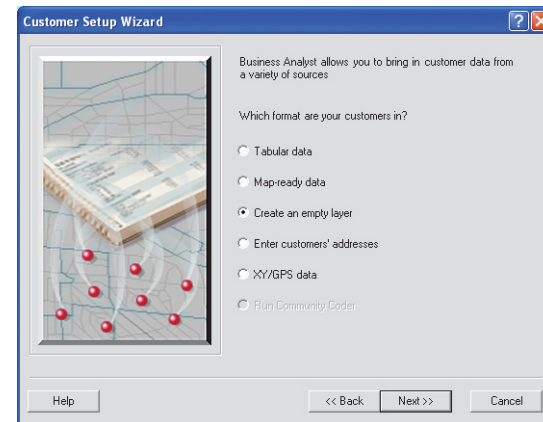 Customer Setup Wizard
Business Analyst allows you to bring in customer data from
a variety of sources
Which format are your customers in?
Tabular data
Map-ready data
Create an empty layer
Enter customers' addresses
XY/GPS data
Run Community Coder
Help
<< Back
Next >>
Cancel